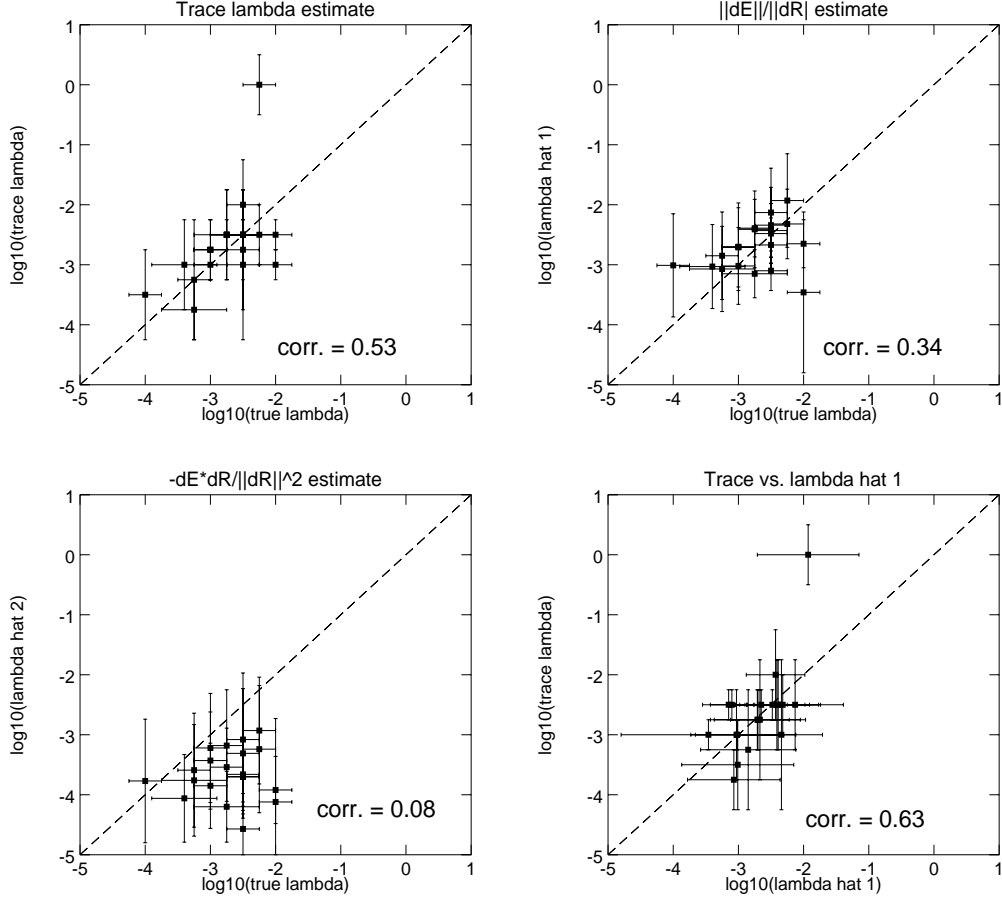 Trace lambda estimate
1
0
-1
-2
-3
-4
-5
log10(trace lambda)
corr. = 0.53
-5 -4 -3 -2 -1 0 1
log10(true lambda)
||dE||/||dR| estimate
1
0
-1
-2
-3
-4
-5
log10(lambda hat 1)
corr. = 0.34
-5 -4 -3 -2 -1 0 1
log10(true lambda)
-dE*dR/||dR||^2 estimate
1
0
-1
-2
-3
-4
-5
log10(lambda hat 2)
corr. = 0.08
-5 -4 -3 -2 -1 0 1
log10(true lambda)
Trace vs. lambda hat 1
1
0
-1
-2
-3
-4
-5
log10(trace lambda)
corr. = 0.63
-5 -4 -3 -2 -1 0 1
log10(lambda hat 1)